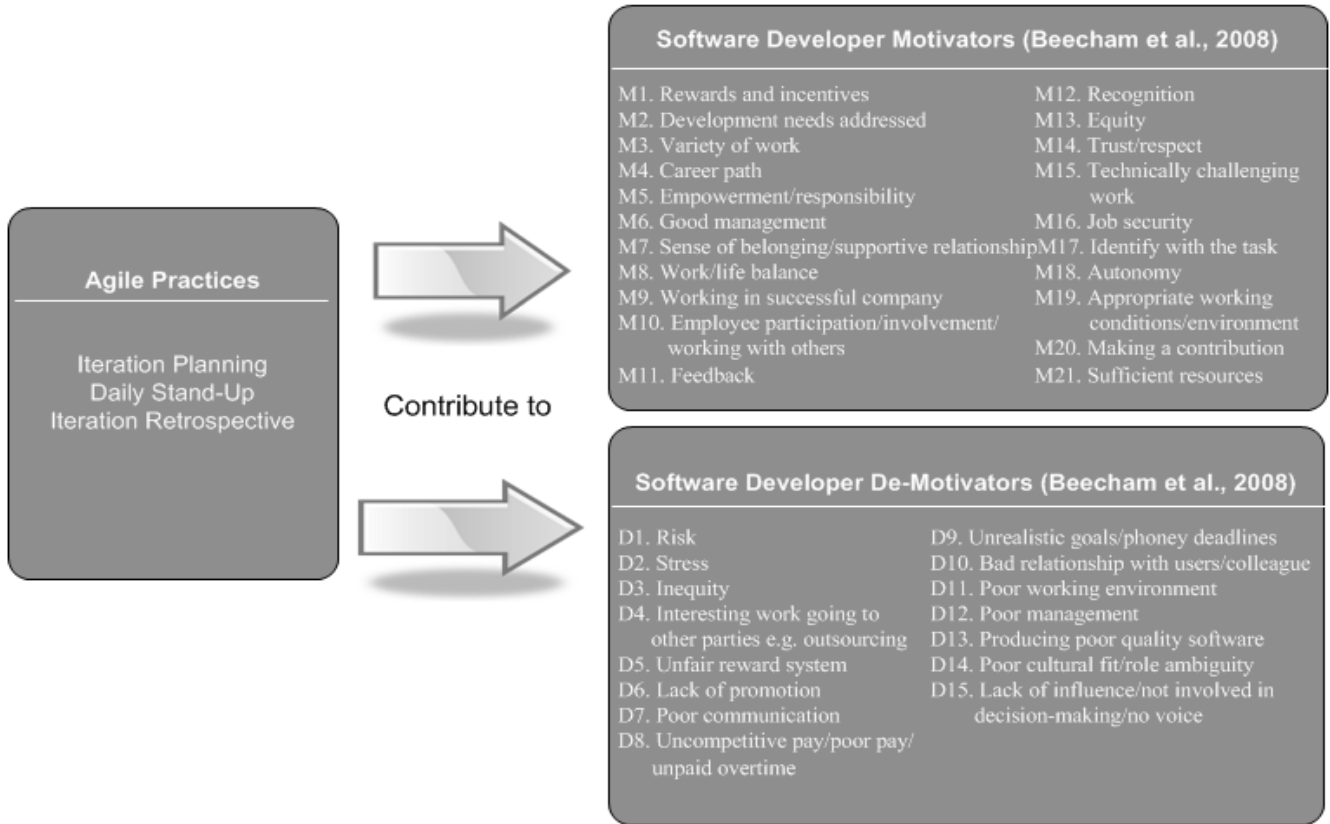 Agile Practices
Iteration Planning
Daily Stand-Up
Iteration Retrospective
Contribute to
Software Developer Motivators (Beecham et al., 2008)
M1. Rewards and incentives
M2. Development needs addressed
M3. Variety of work
M4. Career path
M5. Empowerment/responsibility
M6. Good management
M7. Sense of belonging/supportive relationship
M8. Work/life balance
M9. Working in successful company
M10. Employee participation/involvement/
working with others
M11. Feedback
M12. Recognition
M13. Equity
M14. Trust/respect
M15. Technically challenging
work
M16. Job security
M17. Identify with the task
M18. Autonomy
M19. Appropriate working
conditions/environment
M20. Making a contribution
M21. Sufficient resources
Software Developer De-Motivators (Beecham et al., 2008)
D1. Risk
D2. Stress
D3. Inequity
D4. Interesting work going to
other parties e.g. outsourcing
D5. Unfair reward system
D6. Lack of promotion
D7. Poor communication
D8. Uncompetitive pay/poor pay/
unpaid overtime
D9. Unrealistic goals/phoney deadlines
D10. Bad relationship with users/colleague
D11. Poor working environment
D12. Poor management
D13. Producing poor quality software
D14. Poor cultural fit/role ambiguity
D15. Lack of influence/not involved in
decision-making/no voice